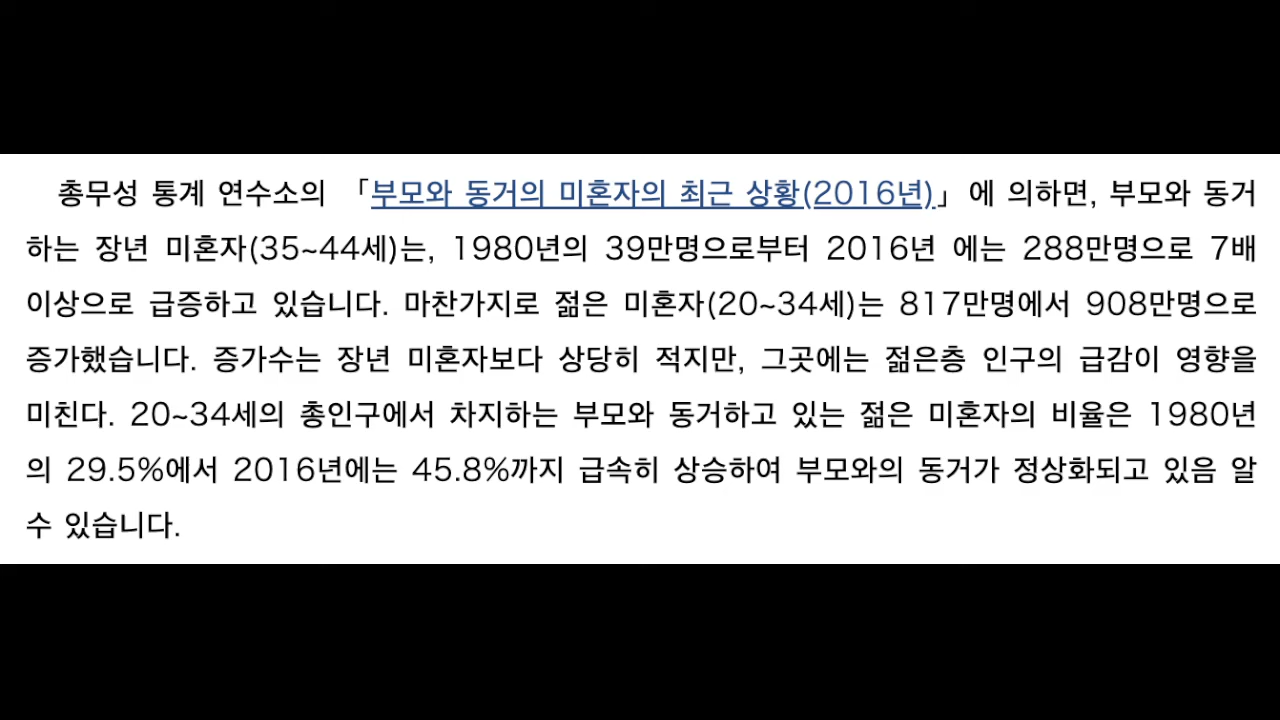 총무성 통계 연수소의 「부모와 동거의 미혼자의 최근 상황(2016년)」에 의하면, 부모와 동거
하는 장년 미혼자(35~44세)는, 1980년의 39만명으로부터 2016년 에는 288만명으로 7배
이상으로 급증하고 있습니다. 마찬가지로 젊은 미혼자(20~34세)는 817만명에서 908만명으로
증가했습니다. 증가수는 장년 미혼자보다 상당히 적지만, 그곳에는 젊은층 인구의 급감이 영향을
미친다. 20~34세의 총인구에서 차지하는 부모와 동거하고 있는 젊은 미혼자의 비율은 1980년
의 29.5%에서 2016년에는 45.8%까지 급속히 상승하여 부모와의 동거가 정상화되고 있음 알
수 있습니다.